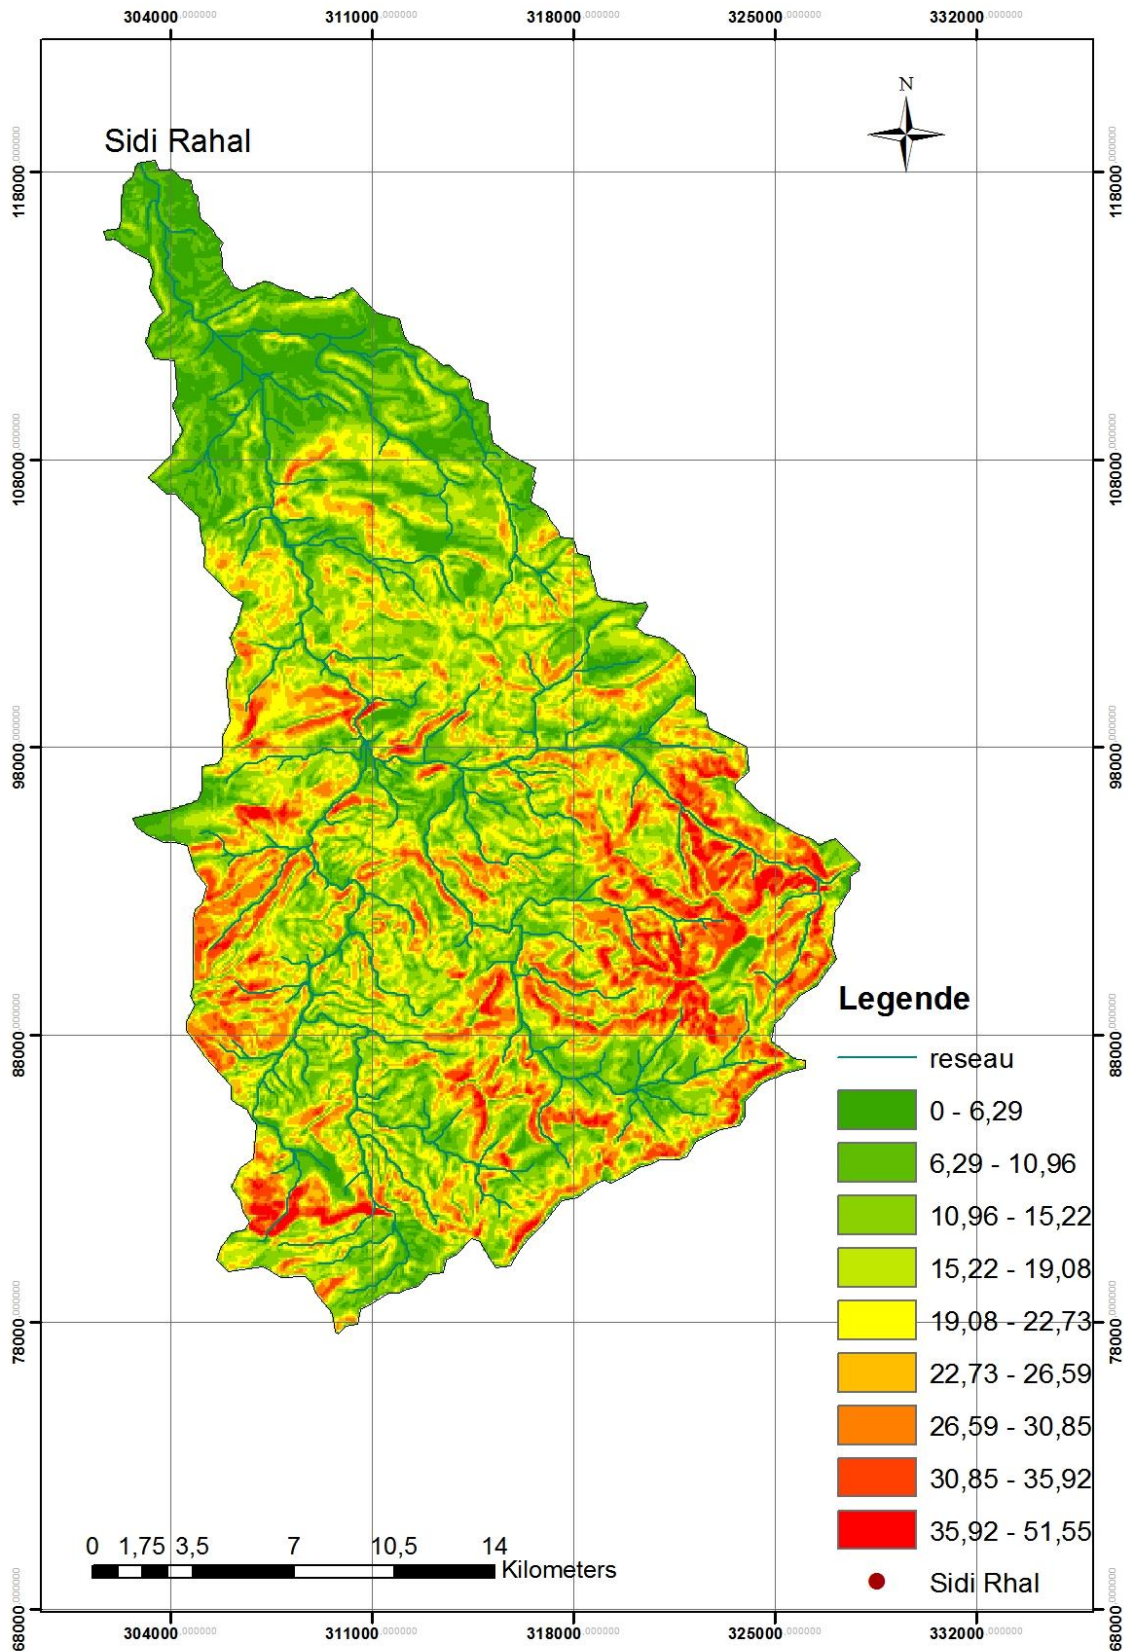 304000,000000 311000,000000 318000,000000 325000,000000 332000,000000
N
Sidi Rahal
118000,000000 118000,000000
108000,000000 108000,000000
98000,000000 98000,000000
88000,000000 88000,000000
78000,000000 78000,000000
68000,000000 68000,000000
Legende
reseau
0 - 6,29
6,29 - 10,96
10,96 - 15,22
15,22 - 19,08
19,08 - 22,73
22,73 - 26,59
26,59 - 30,85
30,85 - 35,92
35,92 - 51,55
Sidi Rhal
0 1,75 3,5 7 10,5 14
Kilometers
304000,000000 311000,000000 318000,000000 325000,000000 332000,000000